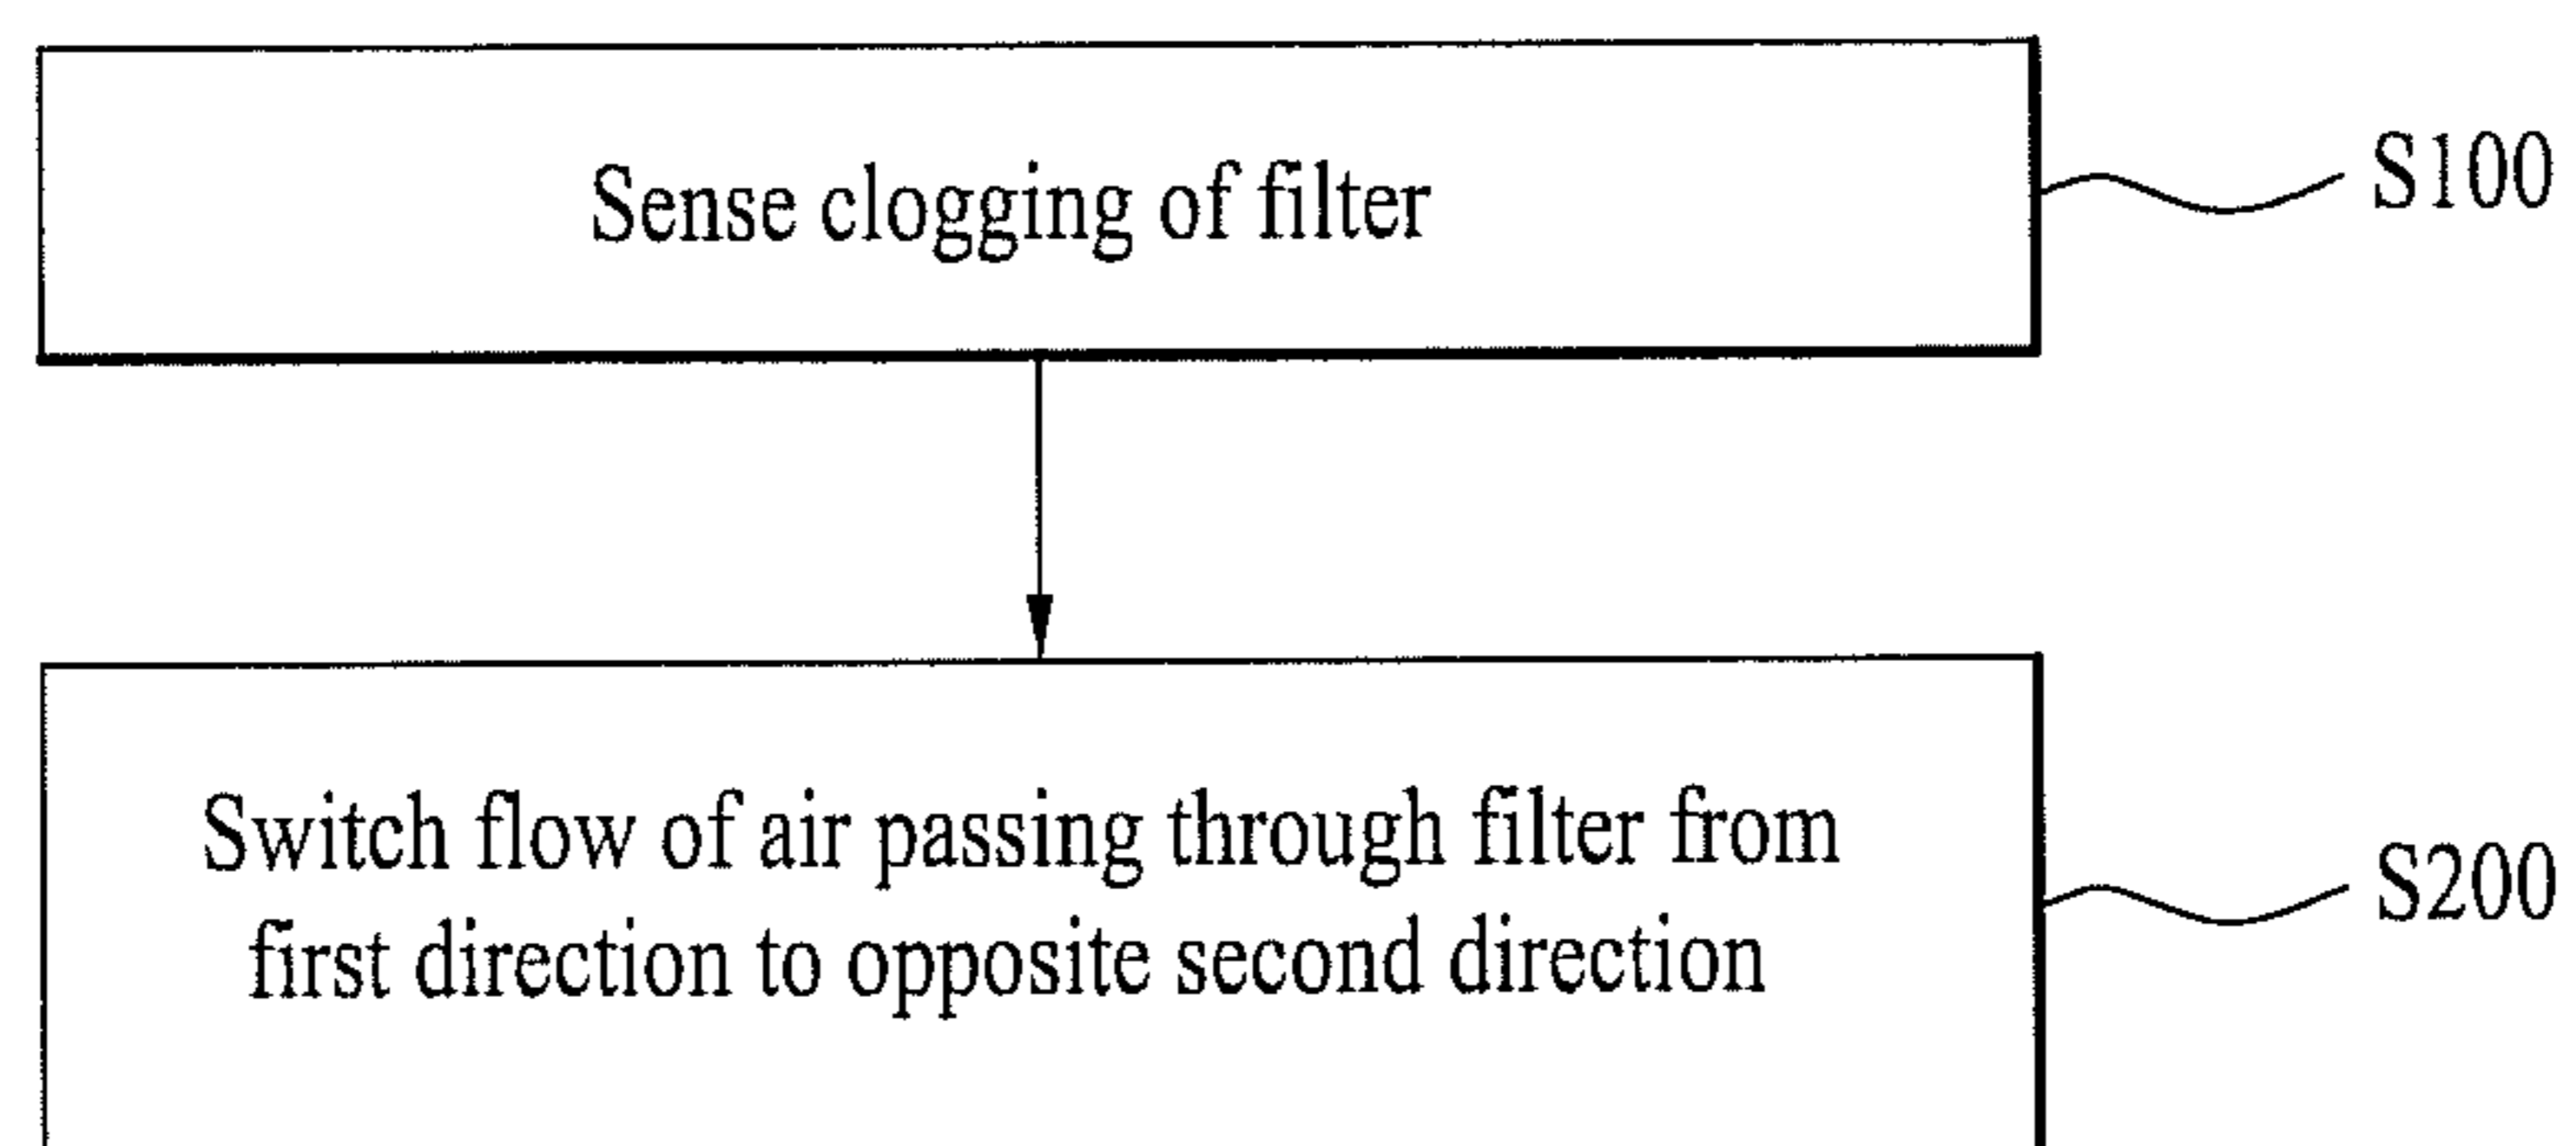 Sense clogging of filter
S100
Switch flow of air passing through filter from
first direction to opposite second direction
S200